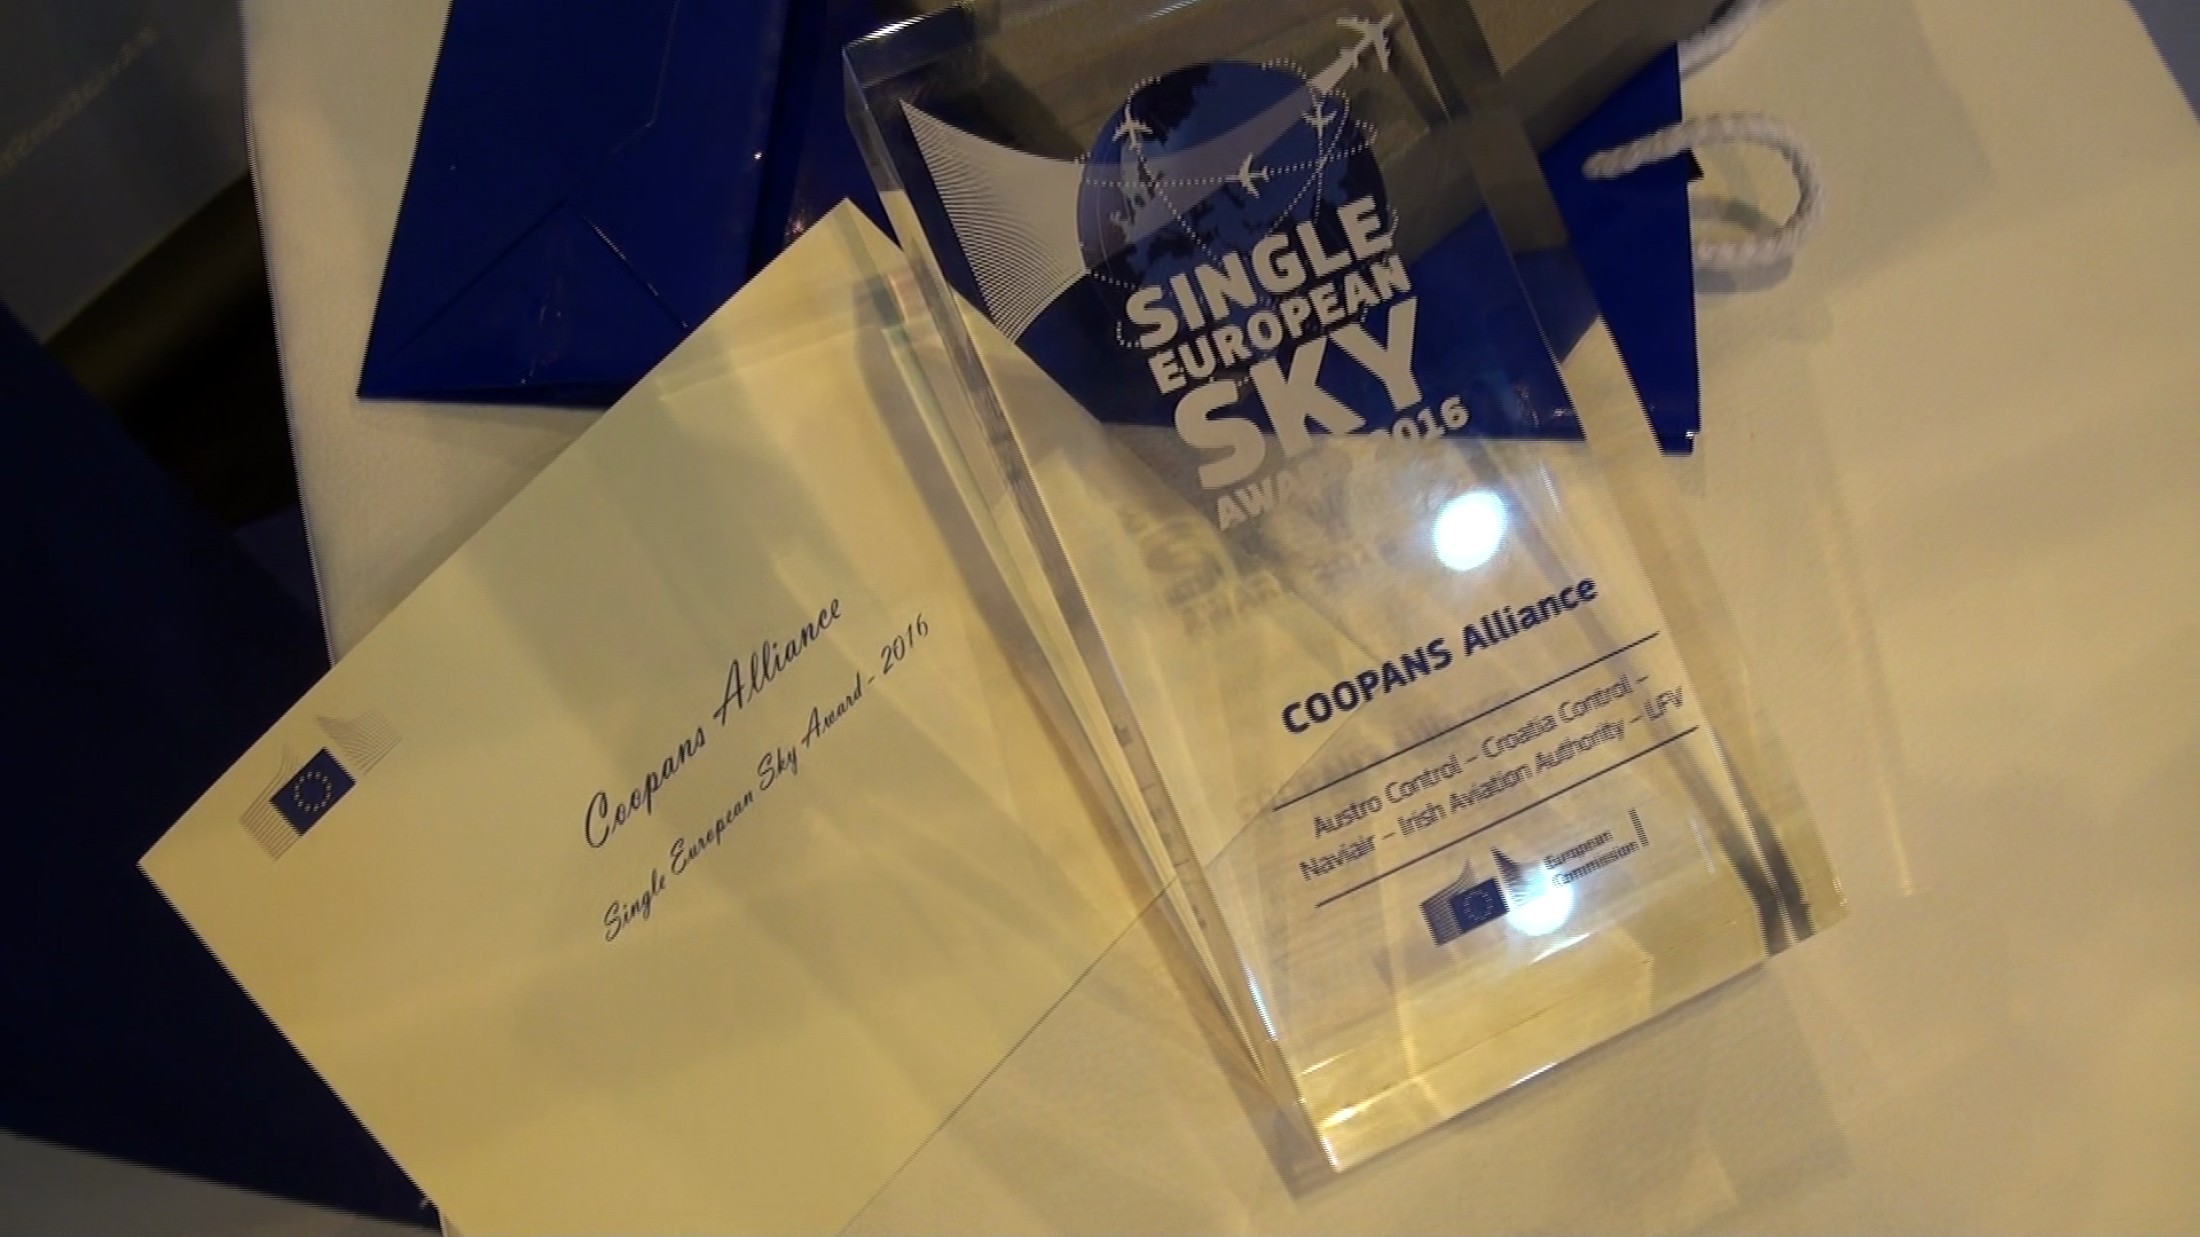 Coopans Alliance
Single European Sky Award - 2016
SINGLE
EUROPEAN
SKY
2016
COOPANS Alliance
Austro Control – Croatia Control –
Naviair – Irish Aviation Authority – LFV
European
Commission